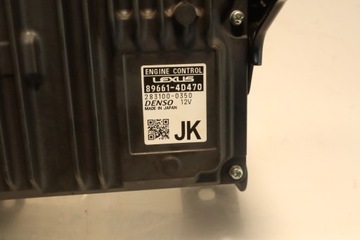 ENGINE CONTROL
LEXUS
89661-4D470
283100-0350
DENSO 12V
MADE IN JAPAN
JK